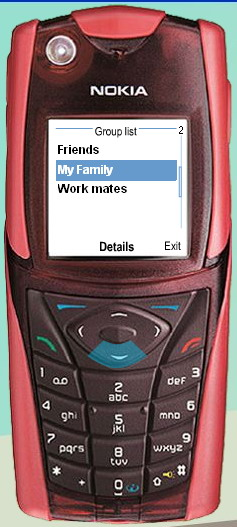 NOKIA
Group list 2
Friends
My Family
Work mates
Details Exit
1 def 3
2
abc
4 ghi mno 6
5
jkl
7 pqrs wxyz 9
8
tuv
* + #
0